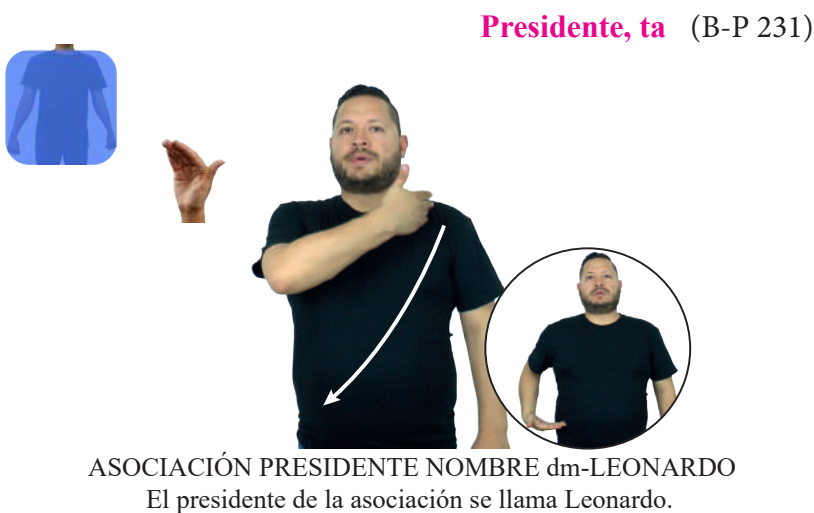 Presidente, ta (B-P 231)
ASOCIACIÓN PRESIDENTE NOMBRE dm-LEONARDO
El presidente de la asociación se llama Leonardo.